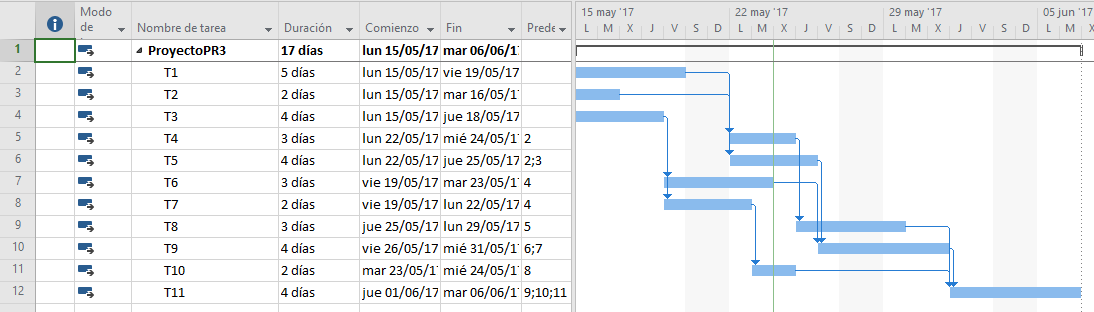 Modo de Nombre de tarea Duración Comienzo Fin Prede 15 may '17 22 may '17 29 may '17 05 jun '17
L M X J V S D L M X J V S D L M X J V S D L M X
1 ProyectoPR3 17 días lun 15/05/17 mar 06/06/1
2 T1 5 días lun 15/05/17 vie 19/05/17
3 T2 2 días lun 15/05/17 mar 16/05/1
4 T3 4 días lun 15/05/17 jue 18/05/17
5 T4 3 días lun 22/05/17 mié 24/05/1 2
6 T5 4 días lun 22/05/17 jue 25/05/17 2;3
7 T6 3 días vie 19/05/17 mar 23/05/1 4
8 T7 2 días vie 19/05/17 lun 22/05/17 4
9 T8 3 días jue 25/05/17 lun 29/05/17 5
10 T9 4 días vie 26/05/17 mié 31/05/1 6;7
11 T10 2 días mar 23/05/1 mié 24/05/1 8
12 T11 4 días jue 01/06/17 mar 06/06/1 9;10;11